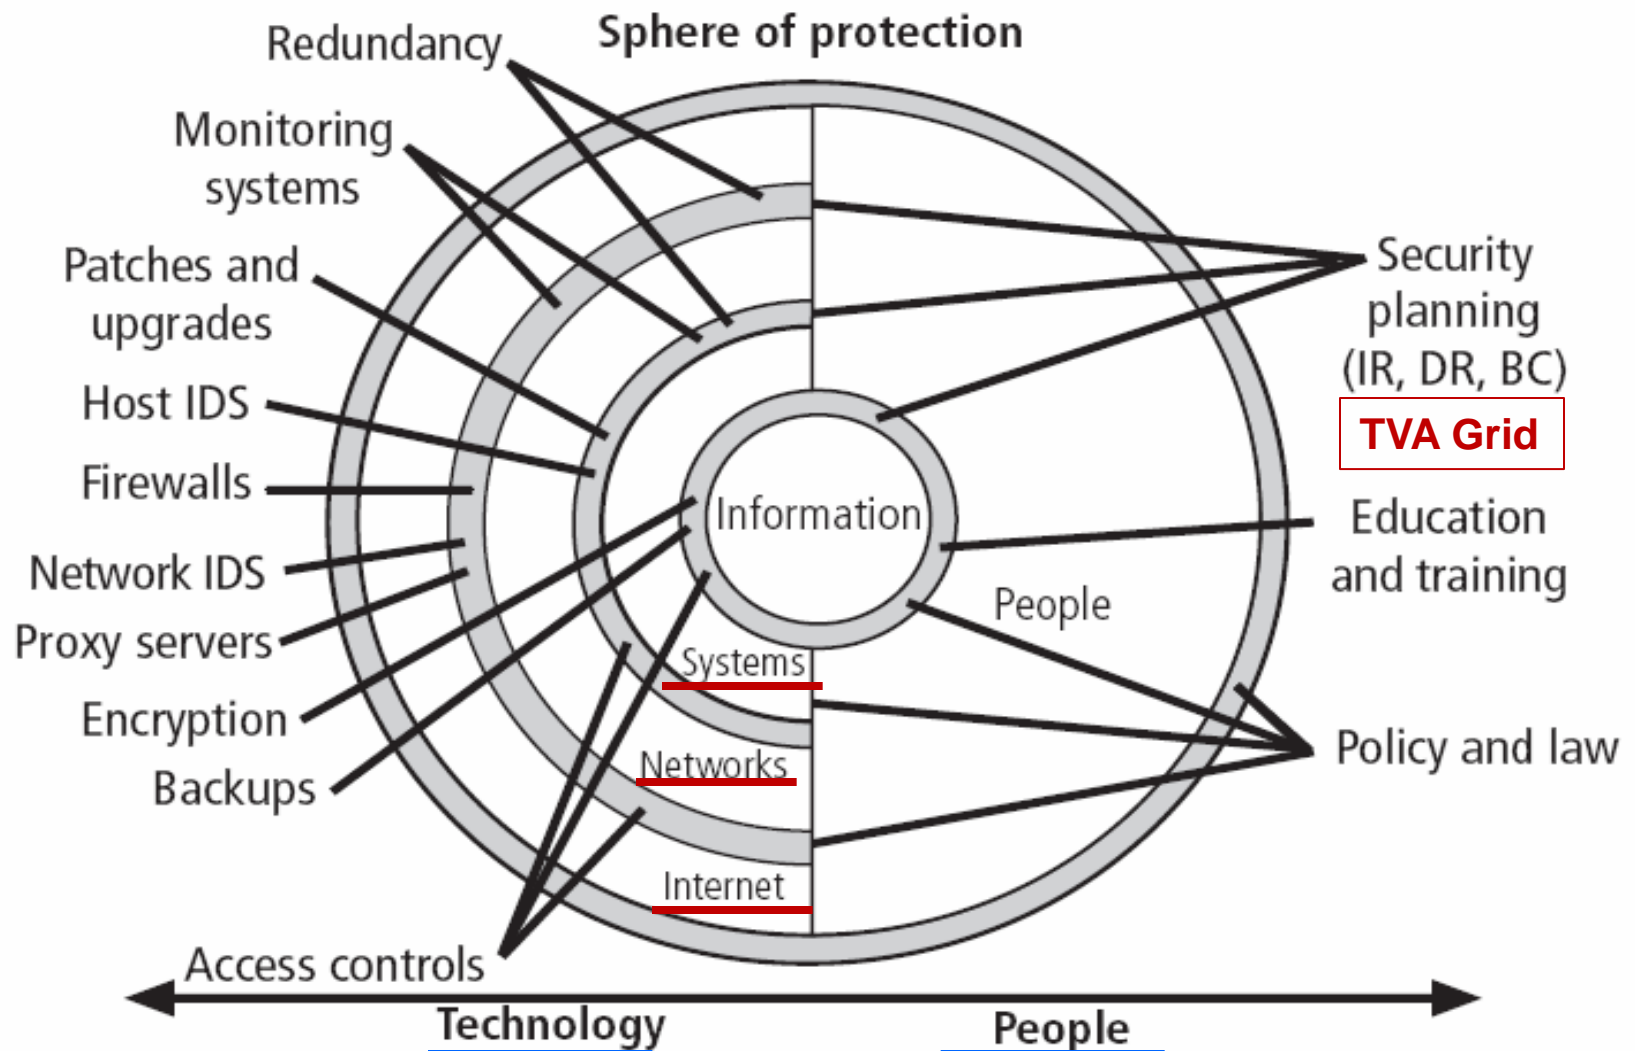 Sphere of protection
Redundancy
Monitoring
systems
Patches and
upgrades
Host IDS
Firewalls
Network IDS
Proxy servers
Encryption
Backups
Access controls
Information
People
Systems
Networks
Internet
Security
planning
(IR, DR, BC)
TVA Grid
Education
and training
Policy and law
Technology
People